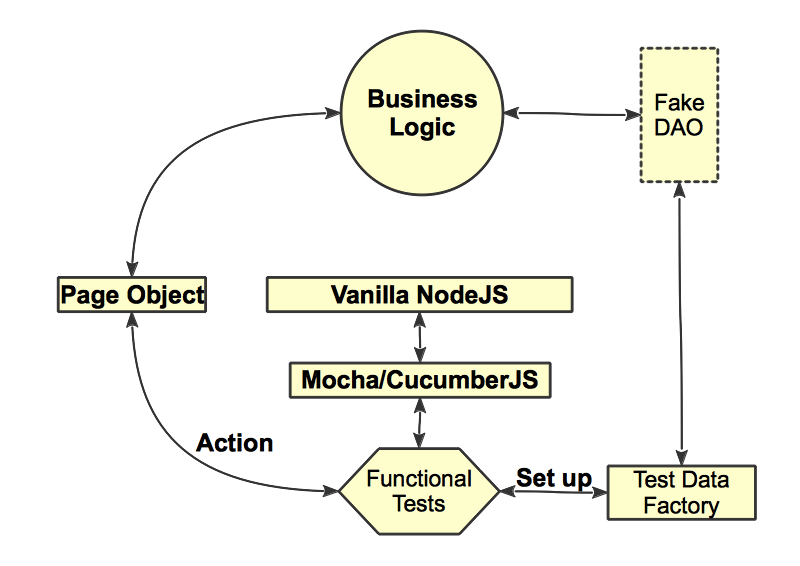 Business
Logic
Fake
DAO
Page Object
Vanilla NodeJS
Mocha/CucumberJS
Action
Functional
Tests
Set up
Test Data
Factory